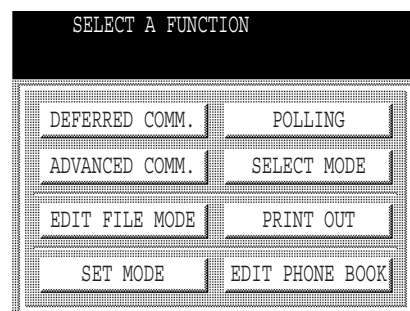 SELECT A FUNCTION
DEFERRED COMM. POLLING
ADVANCED COMM. SELECT MODE
EDIT FILE MODE PRINT OUT
SET MODE EDIT PHONE BOOK